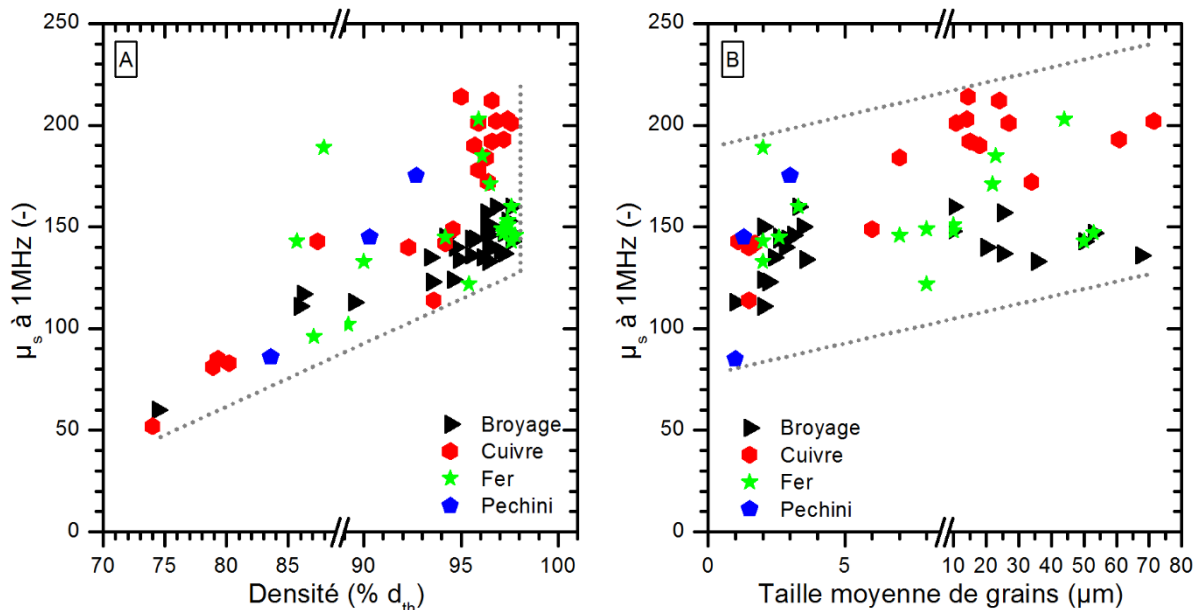 A
250
200
150
100
50
0
µs à 1MHz (-)
70 75 80 85 90 95 100
Densité (% dth)
Broyage
Cuivre
Fer
Pechini
B
250
200
150
100
50
0
µs à 1MHz (-)
0 5 10 20 30 40 50 60 70 80
Taille moyenne de grains (µm)
Broyage
Cuivre
Fer
Pechini